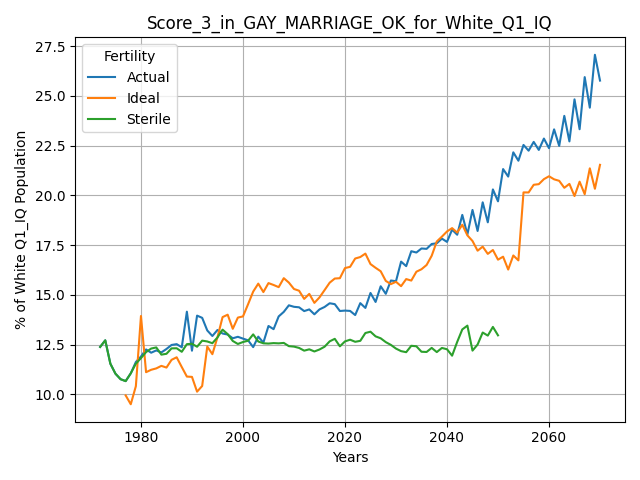 Score_3_in_GAY_MARRIAGE_OK_for_White_Q1_IQ
27.5
25.0
22.5
20.0
17.5
15.0
12.5
10.0
% of White Q1_IQ Population
Fertility
Actual
Ideal
Sterile
1980 2000 2020 2040 2060
Years